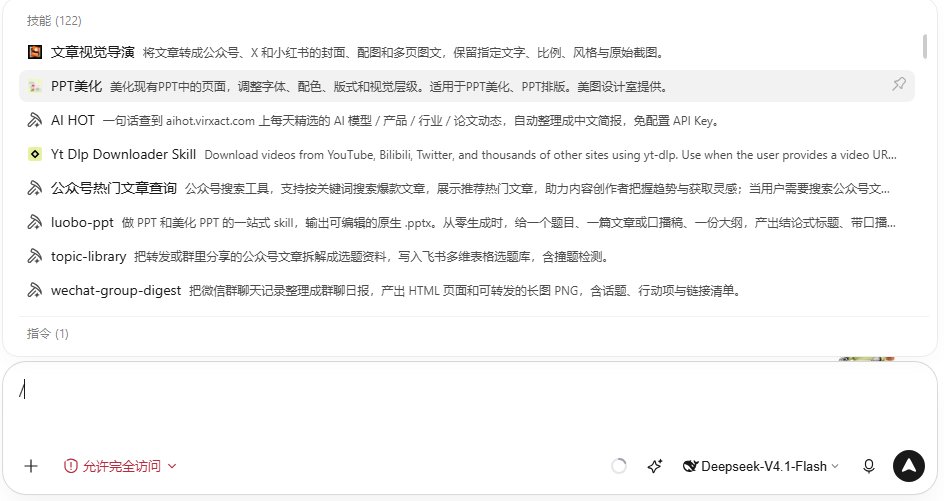 技能 (122)
文章视觉导演 将文章转成公众号、X 和小红书的封面、配图和多页图文，保留指定文字、比例、风格与原始截图。
PPT美化 美化现有PPT中的页面，调整字体、配色、版式和视觉层级。适用于PPT美化、PPT排版。美图设计室提供。
AI HOT 一句话查到 aihot.virxact.com 上每天精选的 AI 模型 / 产品 / 行业 / 论文动态，自动整理成中文简报，免配置 API Key。
Yt Dlp Downloader Skill Download videos from YouTube, Bilibili, Twitter, and thousands of other sites using yt-dlp. Use when the user provides a video UR...
公众号热门文章查询 公众号搜索工具，支持按关键词搜索爆款文章，展示推荐热门文章，助力内容创作者把握趋势与获取灵感；当用户需要搜索公众号文...
luobo-ppt 做 PPT 和美化 PPT 的一站式 skill，输出可编辑的原生 .pptx。从零生成时，给一个题目、一篇文章或口播稿、一份大纲，产出结论式标题、带口播...
topic-library 把转发或群里分享的公众号文章拆解成选题资料，写入飞书多维表格选题库，含撞题检测。
wechat-group-digest 把微信群聊天记录整理成群聊日报，产出 HTML 页面和可转发的长图 PNG，含话题、行动项与链接清单。
指令 (1)
/
允许完全访问
Deepseek-V4.1-Flash